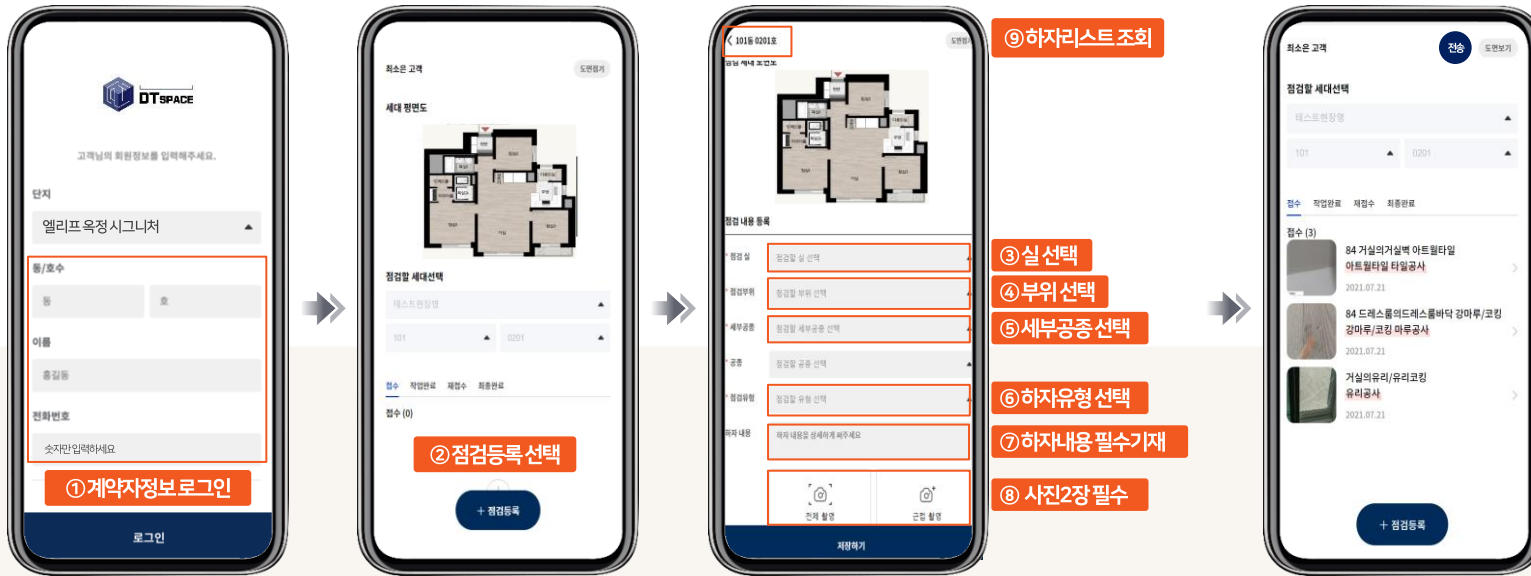 DTSPACE
고객님의 회원정보를 입력해주세요.
단지
엘리프 옥정 시그니처
동/호수
동
호
이름
홍길동
전화번호
숫자만입력하세요
①계약자정보 로그인
로그인
최소은 고객
도면접기
세대 평면도
점검할 세대선택
테스트현장명
101
0201
접수 작업완료 재접수 최종완료
접수 (0)
②점검등록 선택
+ 점검등록
101동 0201호
도면접기
점검 세대 도면도
점검 내용 등록
* 점검 실
점검할 실 선택
* 점검부위
점검할 부위 선택
* 세부공종
점검할 세부공종 선택
* 공종
점검할 공종 선택
* 점검유형
점검할 유형 선택
하자 내용
하자 내용을 상세하게 써주세요
전체 촬영
근접 촬영
저장하기
⑨하자리스트 조회
③실 선택
④부위 선택
⑤세부공종 선택
⑥하자유형 선택
⑦하자내용 필수기재
⑧ 사진2장 필수
최소은 고객
전송
도면보기
점검할 세대선택
테스트현장명
101
0201
접수 작업완료 재접수 최종완료
접수 (3)
84 거실의거실벽 아트월타일
아트월타일 타일공사
2021.07.21
84 드레스룸의드레스룸바닥 강마루/코킹
강마루/코킹 마루공사
2021.07.21
거실의유리/유리코킹
유리공사
2021.07.21
+ 점검등록